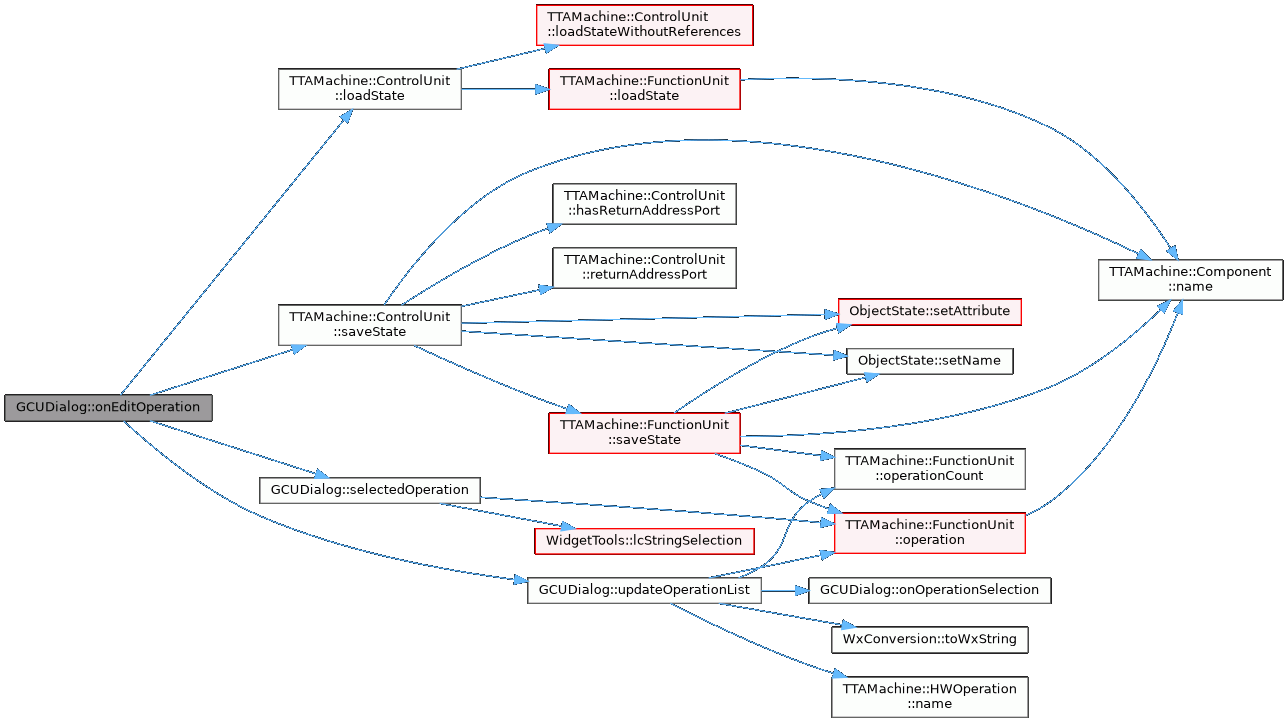 TTAMachine::ControlUnit
::loadStateWithoutReferences
TTAMachine::ControlUnit
::loadState
TTAMachine::FunctionUnit
::loadState
TTAMachine::ControlUnit
::hasReturnAddressPort
TTAMachine::ControlUnit
::returnAddressPort
TTAMachine::Component
::name
TTAMachine::ControlUnit
::saveState
ObjectState::setAttribute
ObjectState::setName
GCUDialog::onEditOperation
TTAMachine::FunctionUnit
::saveState
TTAMachine::FunctionUnit
::operationCount
GCUDialog::selectedOperation
TTAMachine::FunctionUnit
::operation
WidgetTools::lcStringSelection
GCUDialog::updateOperationList
GCUDialog::onOperationSelection
WxConversion::toWxString
TTAMachine::HWOperation
::name